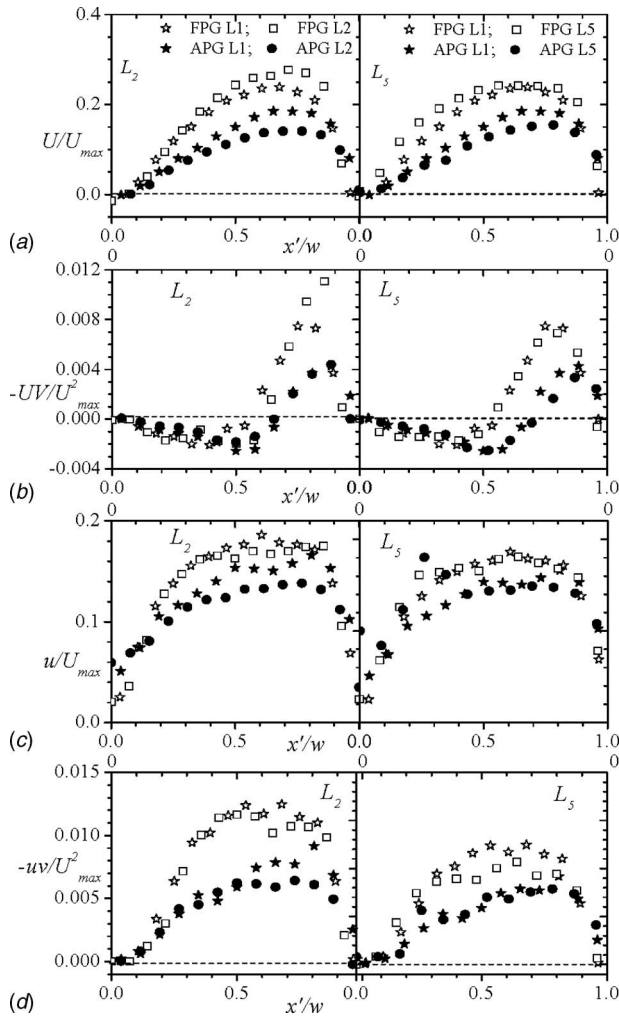 ☆ FPG L1; □ FPG L2 ☆ FPG L1; □ FPG L5
★ APG L1; ● APG L2 ★ APG L1; ● APG L5
L2 L5
0.4
0.2
0.0
U/Umax
(a)
0.0 0.5 0.0 0.5 1.0
0 x'/w 0 x'/w 0
L2 L5
0.012
0.008
0.004
0.000
-0.004
-UV/U²max
(b)
0.0 0.5 0.0 0.5 1.0
0 x'/w 0 x'/w 0
L2 L5
0.2
0.1
0.0
u/Umax
(c)
0.0 0.5 0.0 0.5 1.0
0 x'/w 0 x'/w 0
L2 L5
0.015
0.010
0.005
0.000
-uv/U²max
(d)
0.0 0.5 0.0 0.5 1.0
x'/w x'/w